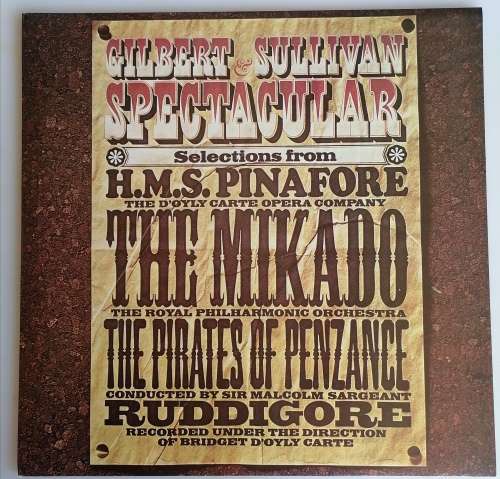 GILBERT & SULLIVAN
SPECTACULAR
Selections from
H.M.S. PINAFORE
THE D'OYLY CARTE OPERA COMPANY
THE MIKADO
THE ROYAL PHILHARMONIC ORCHESTRA
THE PIRATES OF PENZANCE
CONDUCTED BY SIR MALCOLM SARGEANT
RUDDIGORE
RECORDED UNDER THE DIRECTION
OF BRIDGET D'OYLY CARTE